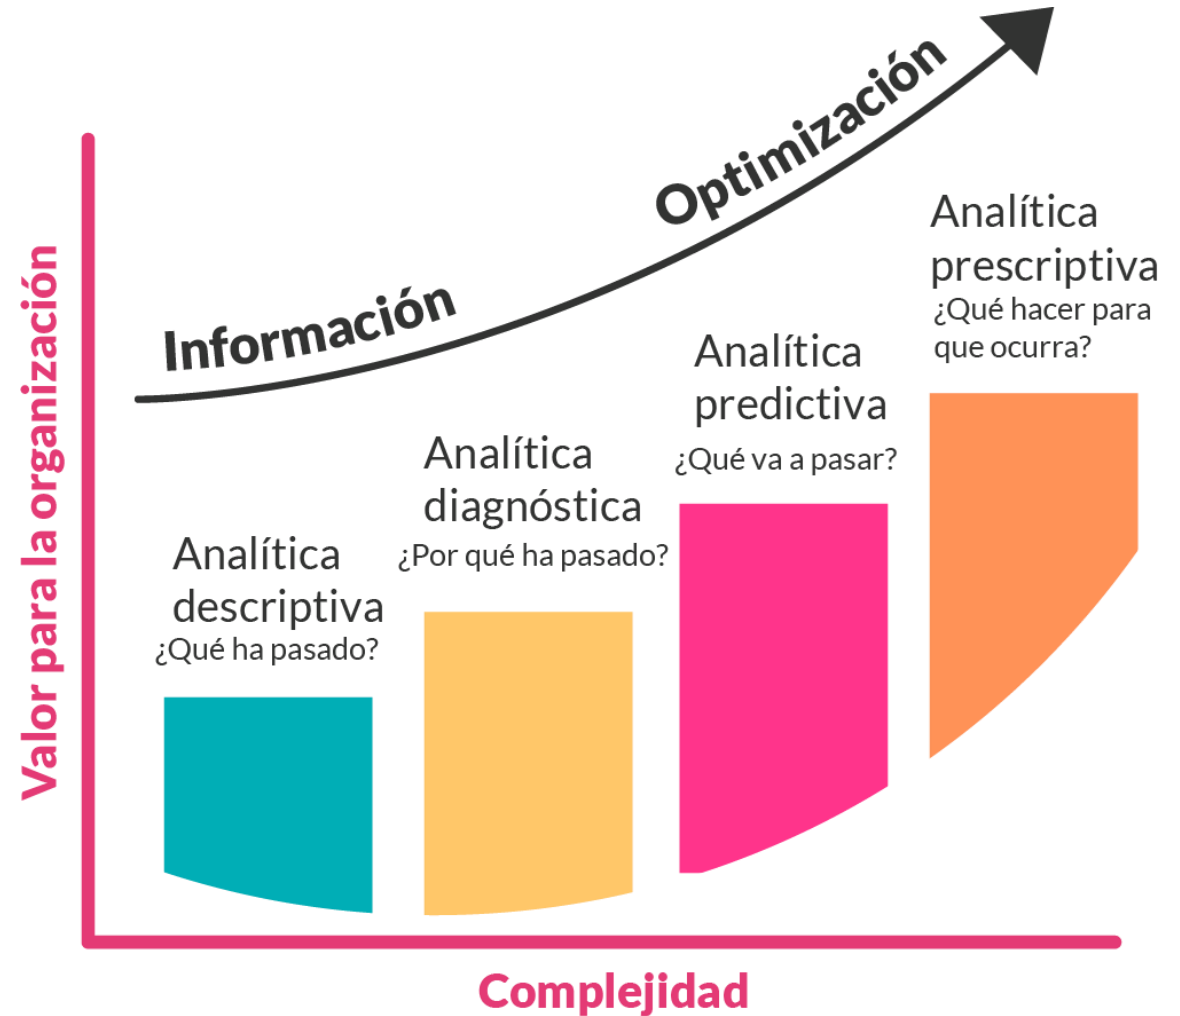 Optimización
Información
Valor para la organización
Analítica
prescriptiva
¿Qué hacer para
que ocurra?
Analítica
predictiva
¿Qué va a pasar?
Analítica
diagnóstica
¿Por qué ha pasado?
Analítica
descriptiva
¿Qué ha pasado?
Complejidad